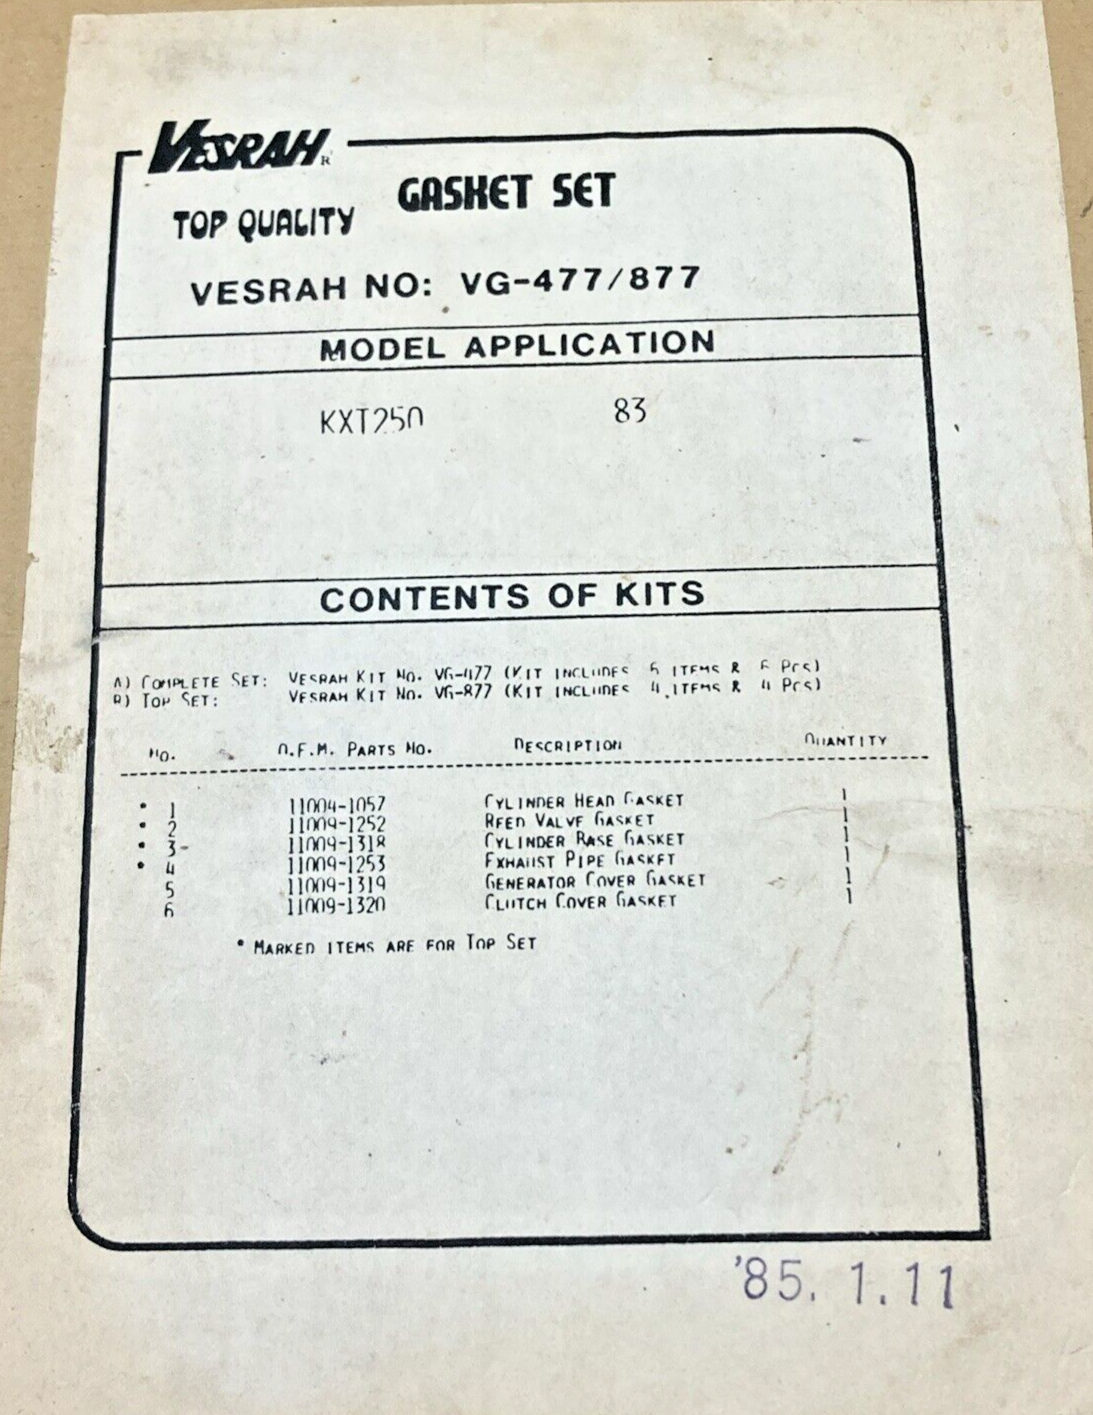 VESRAH®
GASKET SET
TOP QUALITY
VESRAH NO: VG-477/877
MODEL APPLICATION
KXT250 83
CONTENTS OF KITS
A) COMPLETE SET: VESRAH KIT NO. VG-477 (KIT INCLUDES 6 ITEMS & 6 PCS)
B) TOP SET: VESRAH KIT NO. VG-877 (KIT INCLUDES 4 ITEMS & 4 PCS)
NO. O.E.M. PARTS NO. DESCRIPTION QUANTITY
* 1 11004-1057 CYLINDER HEAD GASKET 1
* 2 11009-1252 REED VALVE GASKET 1
* 3 11009-1318 CYLINDER BASE GASKET 1
* 4 11009-1253 EXHAUST PIPE GASKET 1
5 11009-1319 GENERATOR COVER GASKET 1
6 11009-1320 CLUTCH COVER GASKET 1
* MARKED ITEMS ARE FOR TOP SET
'85. 1.11